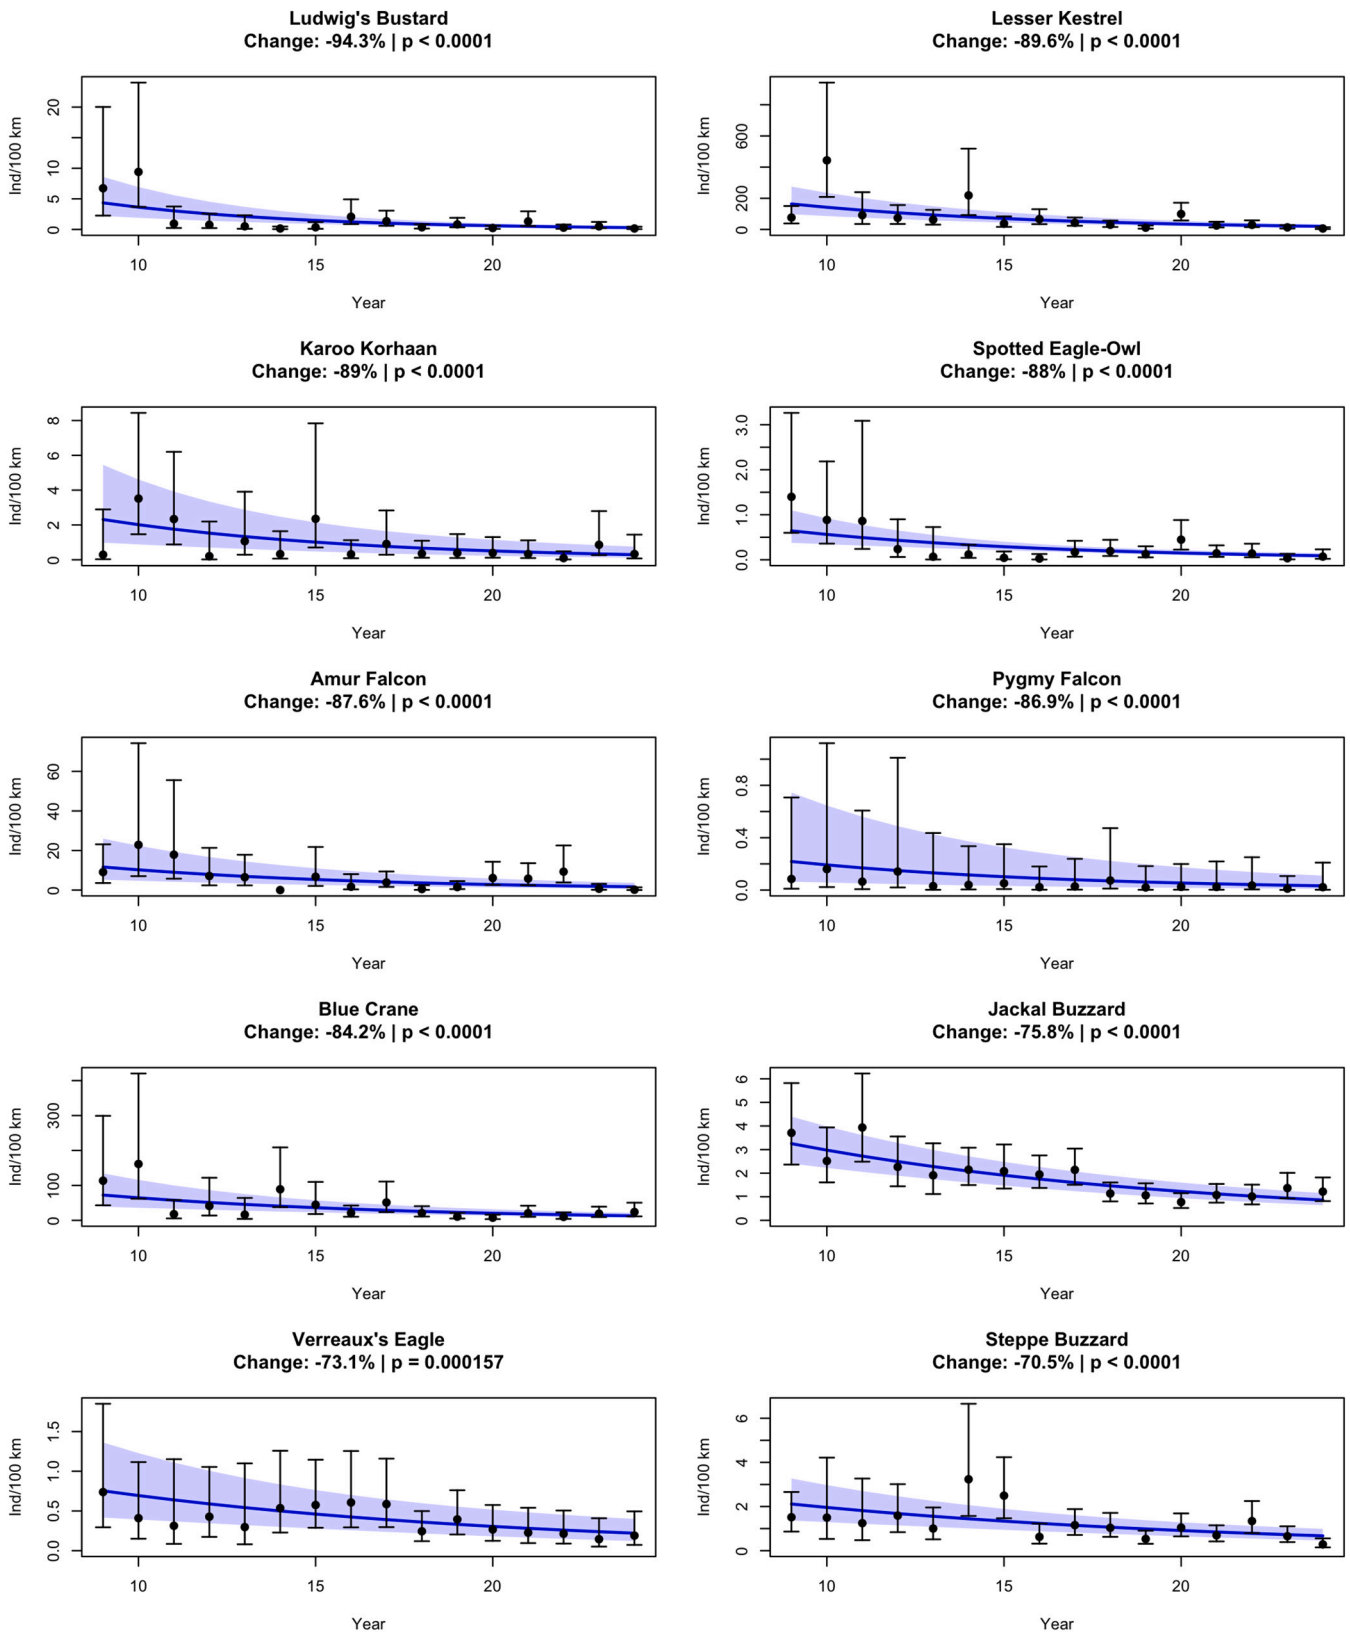 Ludwig's Bustard
Change: -94.3% | p < 0.0001
Ind/100 km
20
10
5
0
10
15
20
Year
Lesser Kestrel
Change: -89.6% | p < 0.0001
Ind/100 km
600
200
0
10
15
20
Year
Karoo Korhaan
Change: -89% | p < 0.0001
Ind/100 km
8
6
4
2
0
10
15
20
Year
Spotted Eagle-Owl
Change: -88% | p < 0.0001
Ind/100 km
3.0
2.0
1.0
0.0
10
15
20
Year
Amur Falcon
Change: -87.6% | p < 0.0001
Ind/100 km
60
40
20
0
10
15
20
Year
Pygmy Falcon
Change: -86.9% | p < 0.0001
Ind/100 km
0.8
0.4
0.0
10
15
20
Year
Blue Crane
Change: -84.2% | p < 0.0001
Ind/100 km
300
100
0
10
15
20
Year
Jackal Buzzard
Change: -75.8% | p < 0.0001
Ind/100 km
6
5
4
3
2
1
0
10
15
20
Year
Verreaux's Eagle
Change: -73.1% | p = 0.000157
Ind/100 km
1.5
1.0
0.5
0.0
10
15
20
Year
Steppe Buzzard
Change: -70.5% | p < 0.0001
Ind/100 km
6
4
2
0
10
15
20
Year